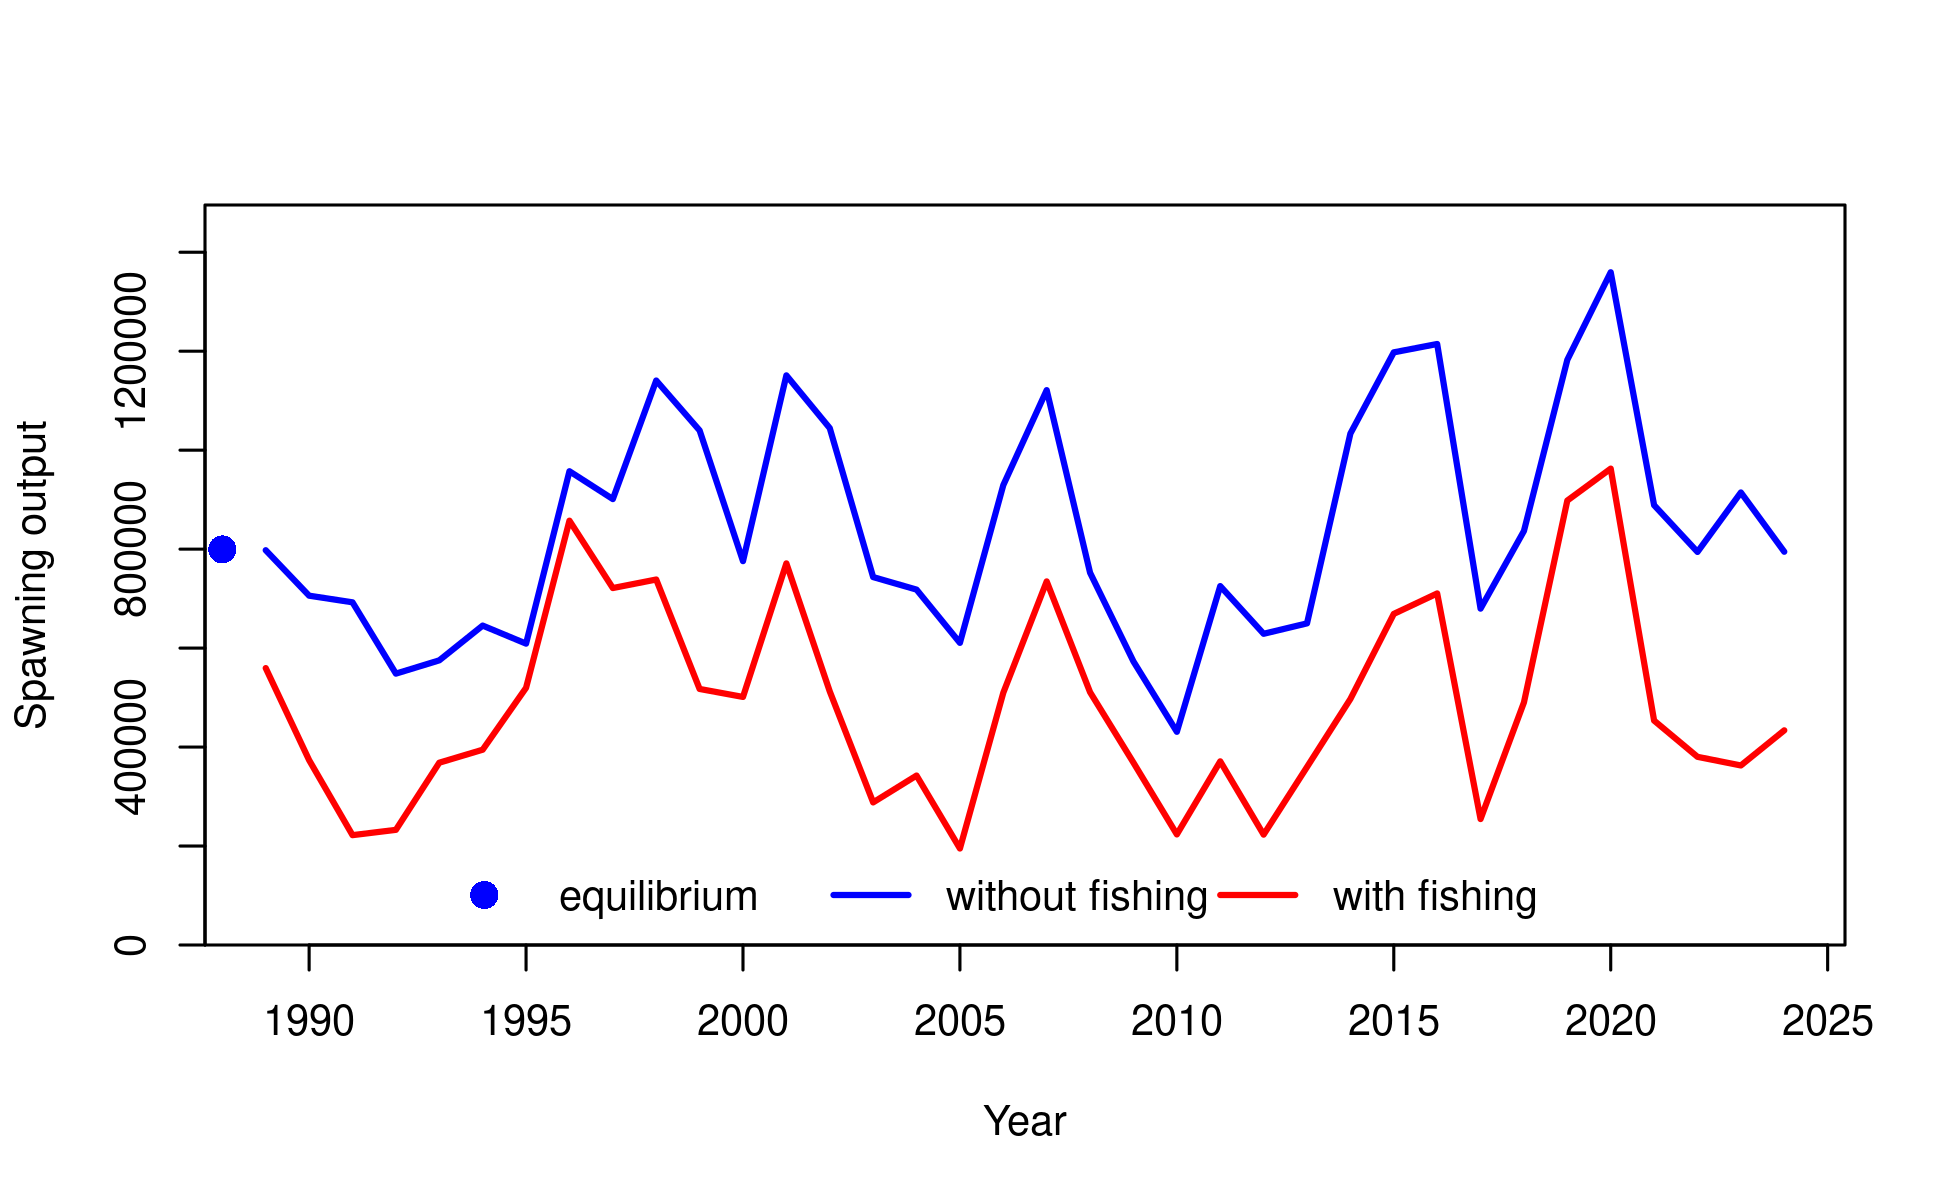 Spawning output
1200000
800000
400000
0
equilibrium without fishing with fishing
1990 1995 2000 2005 2010 2015 2020 2025
Year